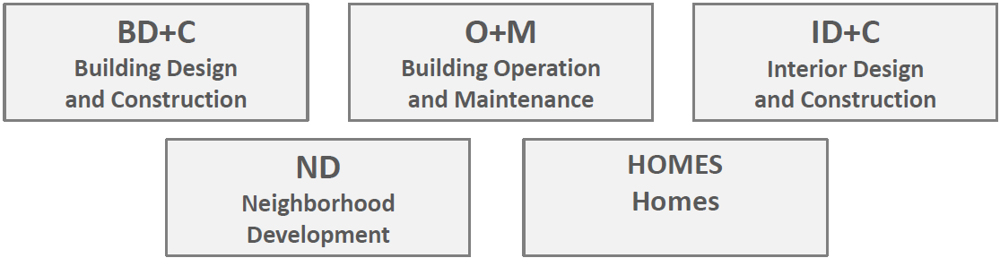 BD+C
Building Design
and Construction
O+M
Building Operation
and Maintenance
ID+C
Interior Design
and Construction
ND
Neighborhood
Development
HOMES
Homes